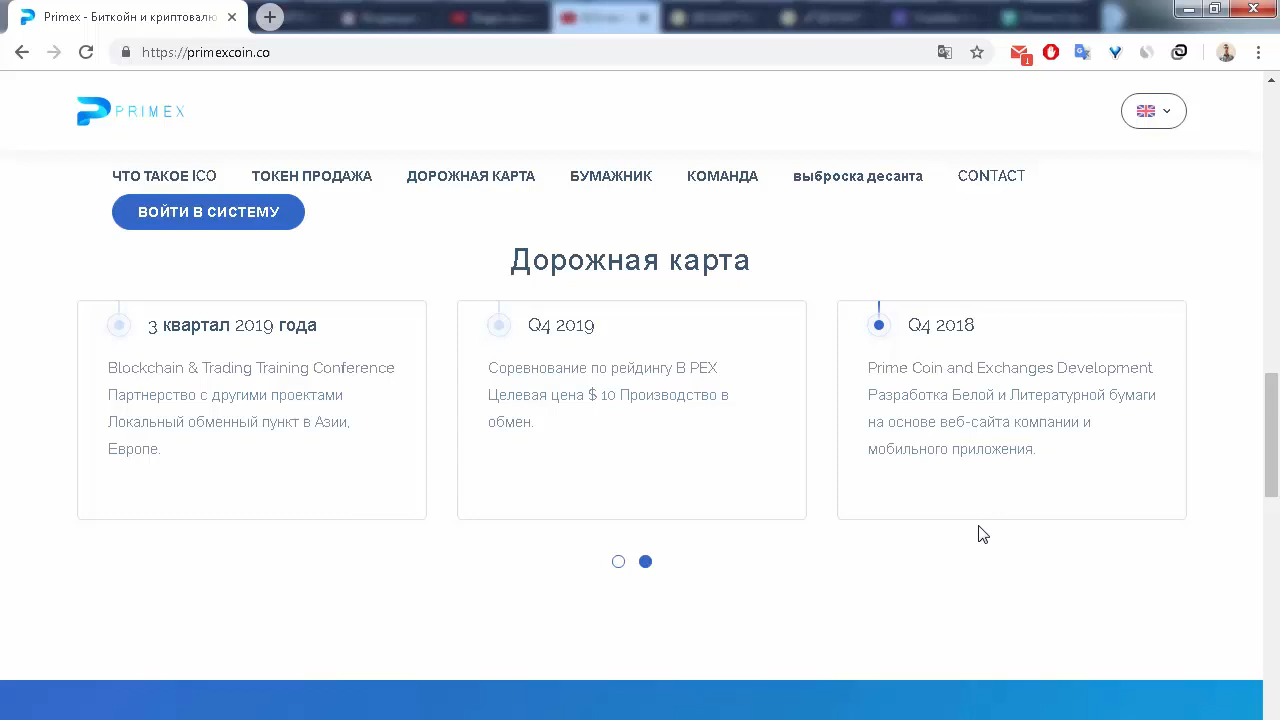 Primex - Биткойн и криптовалю
https://primexcoin.co
1
PRIMEX
ЧТО ТАКОЕ ICO ТОКЕН ПРОДАЖА ДОРОЖНАЯ КАРТА БУМАЖНИК КОМАНДА выброска десанта CONTACT
ВОЙТИ В СИСТЕМУ
Дорожная карта
3 квартал 2019 года
Blockchain & Trading Training Conference
Партнерство с другими проектами
Локальный обменный пункт в Азии,
Европе.
Q4 2019
Соревнование по рейдингу В PEX
Целевая цена $ 10 Производство в
обмен.
Q4 2018
Prime Coin and Exchanges Development
Разработка Белой и Литературной бумаги
на основе веб-сайта компании и
мобильного приложения.